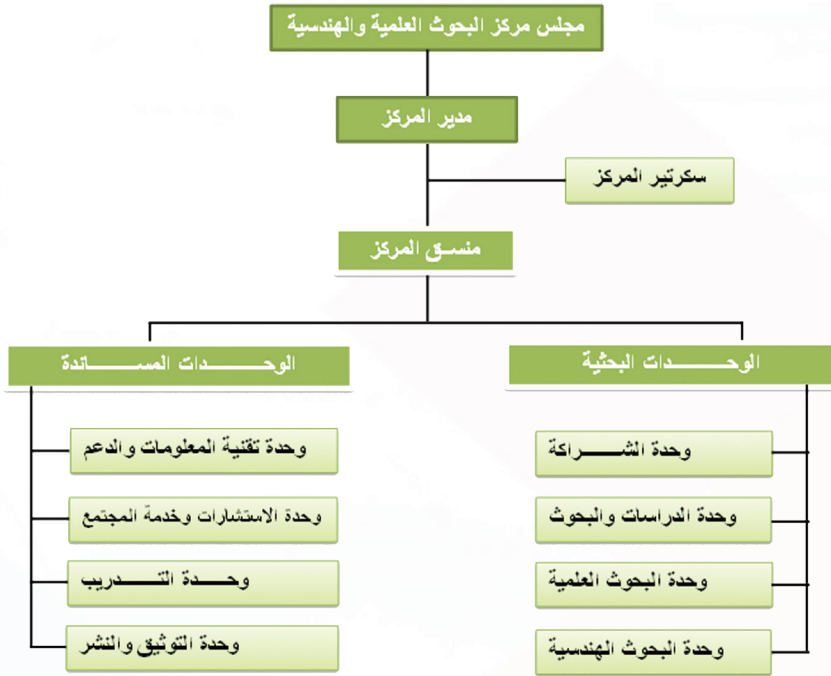 مجلس مركز البحوث العلمية والهندسية
مدير المركز
سكرتير المركز
منسق المركز
الوحدات البحثية
وحدة الشراكة
وحدة الدراسات والبحوث
وحدة البحوث العلمية
وحدة البحوث الهندسية
الوحدات المساندة
وحدة تقنية المعلومات والدعم
وحدة الاستشارات وخدمة المجتمع
وحدة التدريب
وحدة التوثيق والنشر